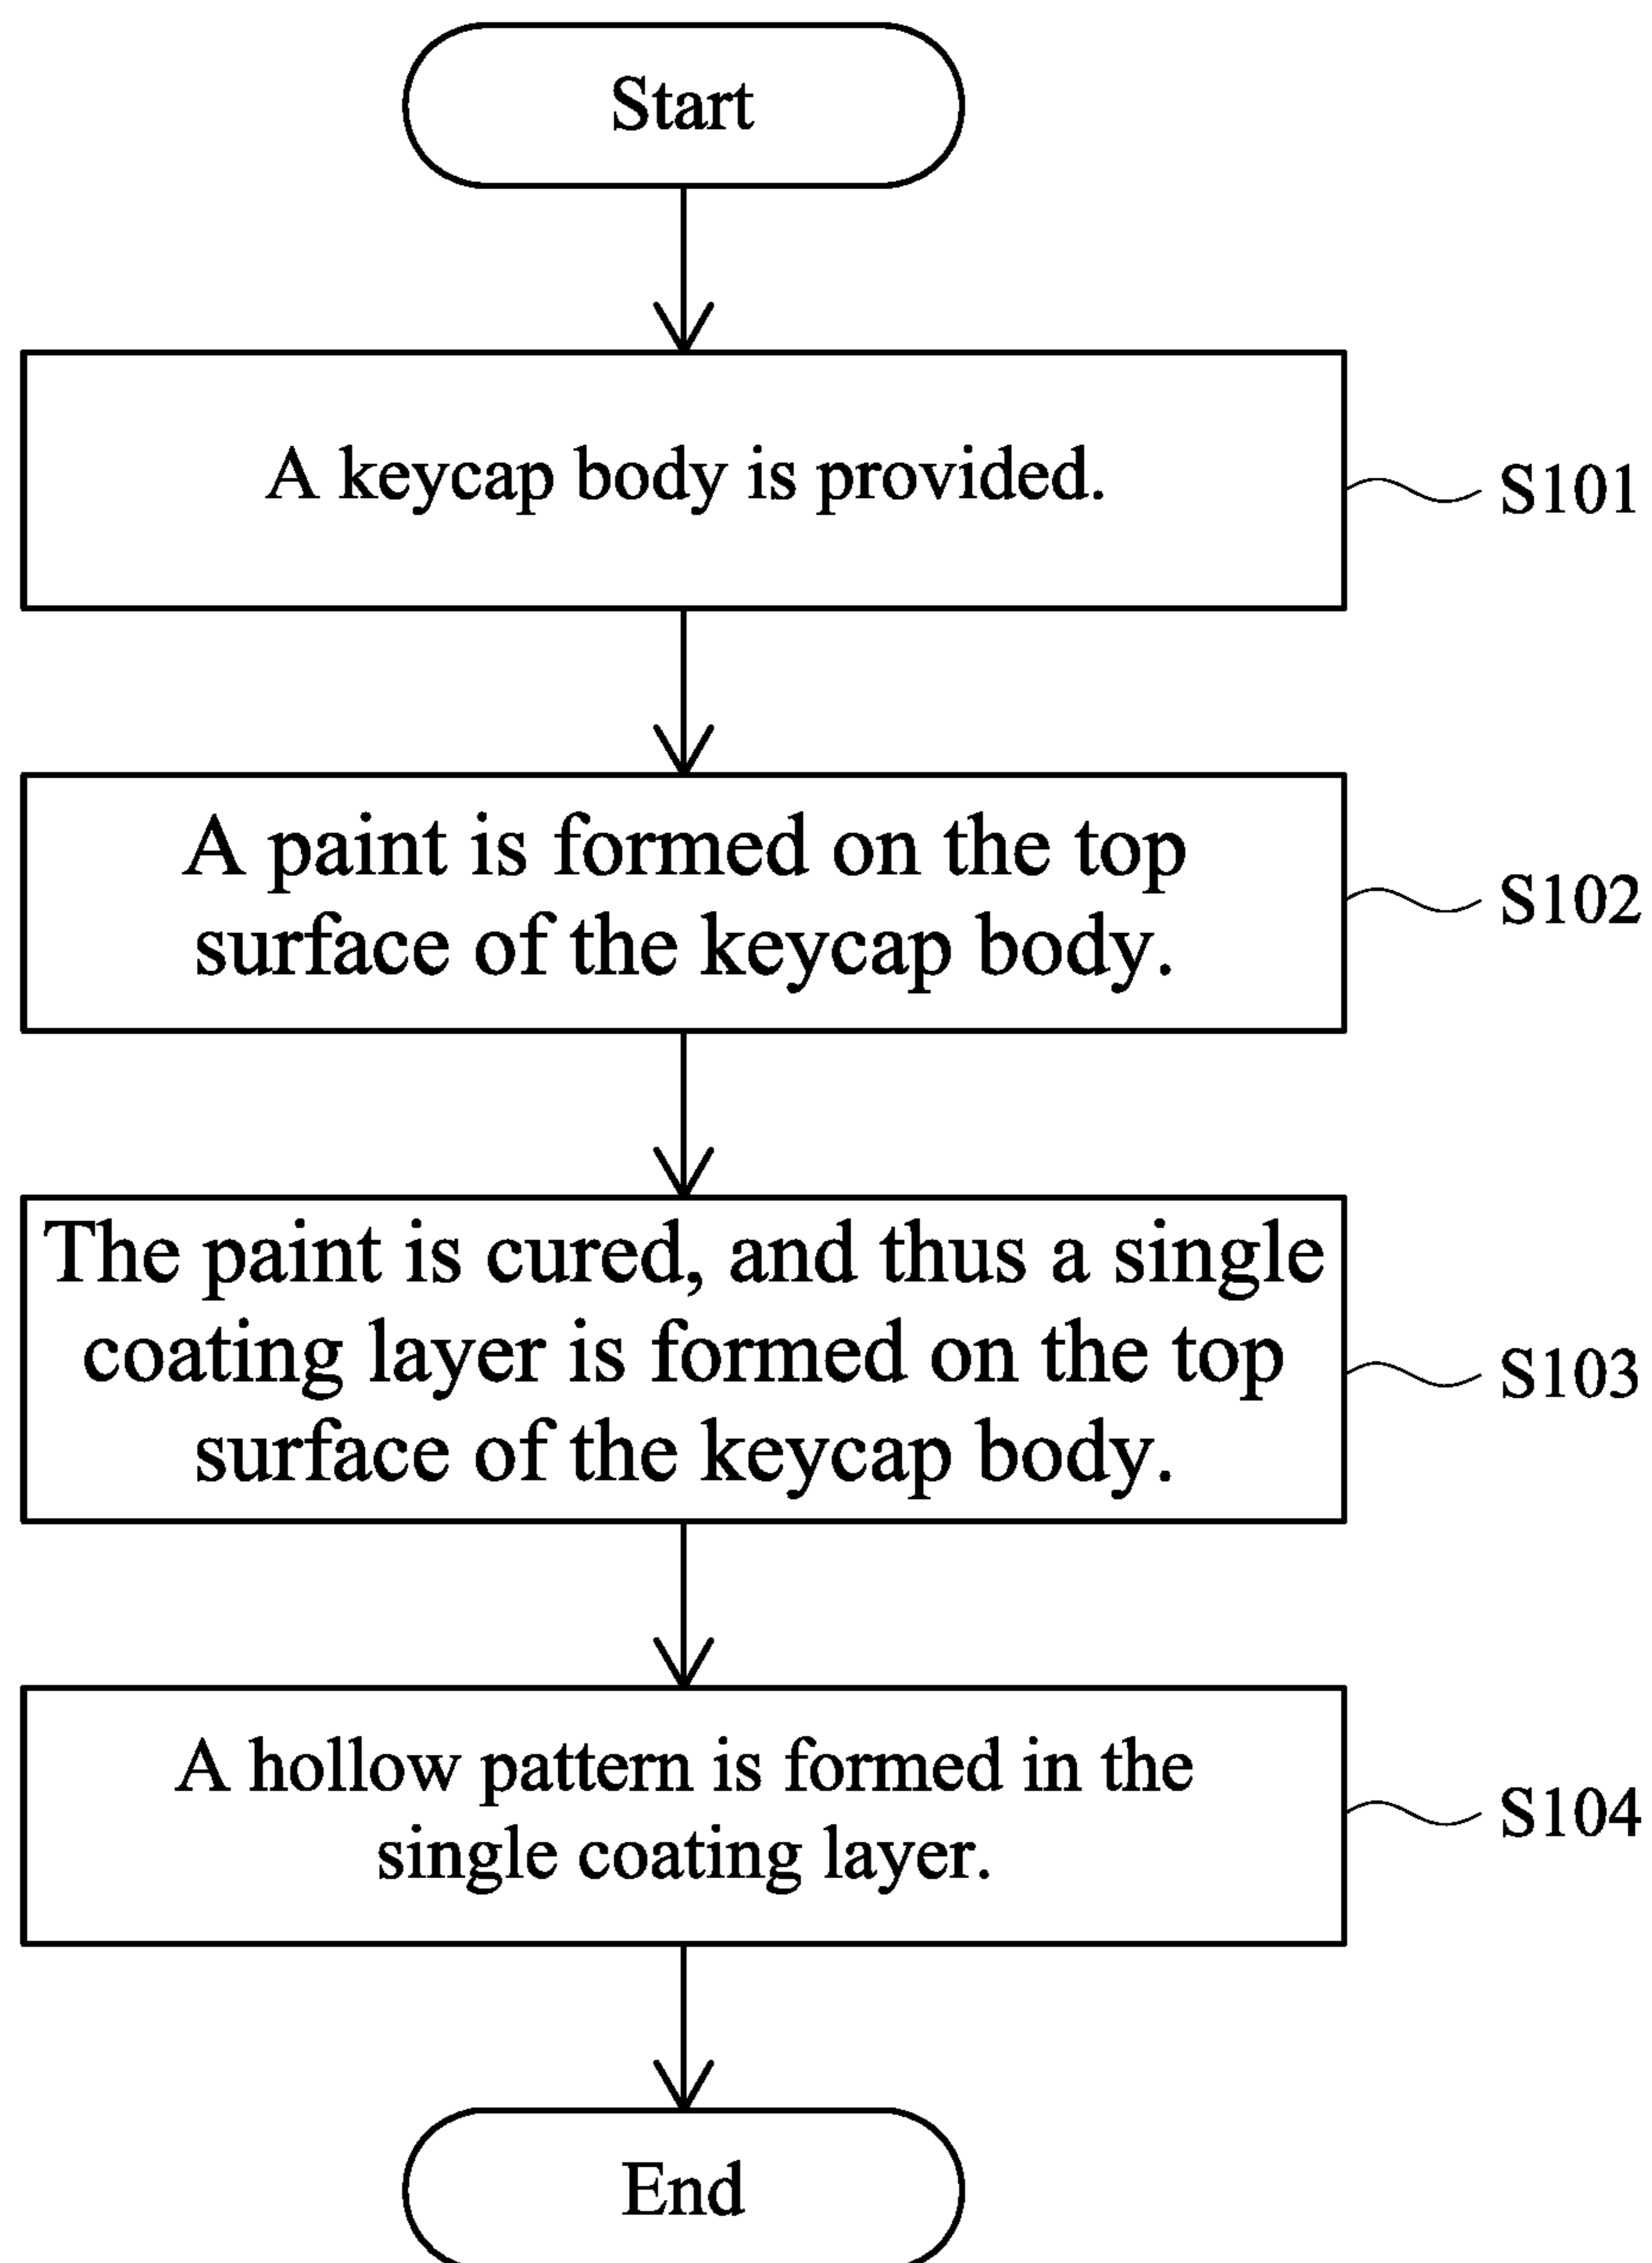 Start
A keycap body is provided.
S101
A paint is formed on the top
surface of the keycap body.
S102
The paint is cured, and thus a single
coating layer is formed on the top
surface of the keycap body.
S103
A hollow pattern is formed in the
single coating layer.
S104
End